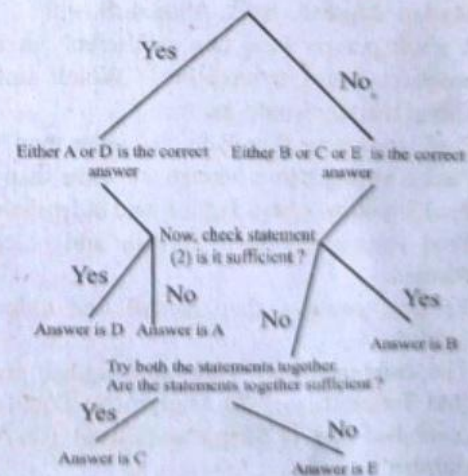 Yes
No
Either A or D is the correct
answer
Either B or C or E is the correct
answer
Now, check statement
(2) is it sufficient ?
Yes
No
No
Yes
Answer is D
Answer is A
Answer is B
Try both the statements together.
Are the statements together sufficient ?
Yes
No
Answer is C
Answer is E